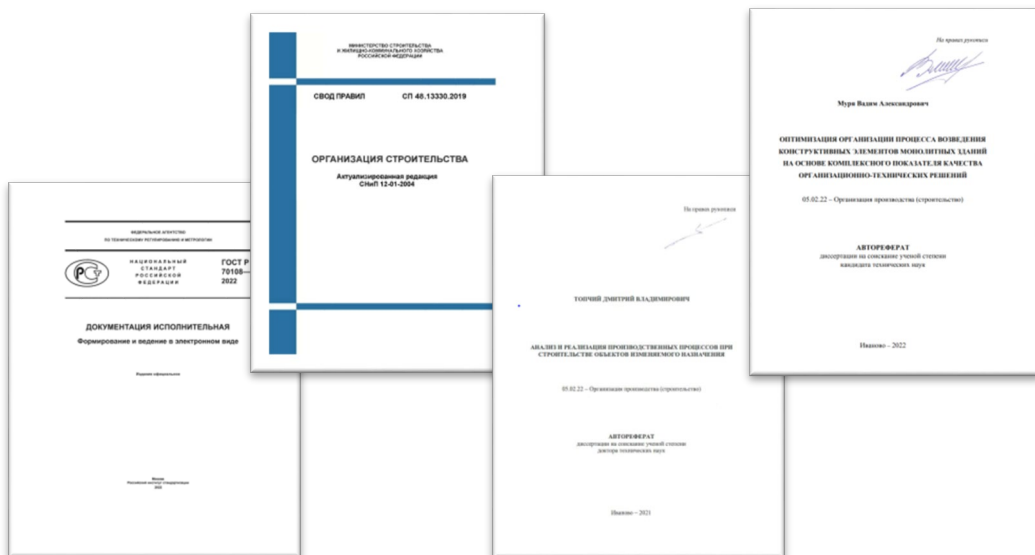 ФЕДЕРАЛЬНОЕ АГЕНТСТВО
ПО ТЕХНИЧЕСКОМУ РЕГУЛИРОВАНИЮ И МЕТРОЛОГИИ
НАЦИОНАЛЬНЫЙ
СТАНДАРТ
РОССИЙСКОЙ
ФЕДЕРАЦИИ
ГОСТ Р
70108—
2022
ДОКУМЕНТАЦИЯ ИСПОЛНИТЕЛЬНАЯ
Формирование и ведение в электронном виде
Издание официальное
Москва
Российский институт стандартизации
2022
МИНИСТЕРСТВО СТРОИТЕЛЬСТВА
И ЖИЛИЩНО-КОММУНАЛЬНОГО ХОЗЯЙСТВА
РОССИЙСКОЙ ФЕДЕРАЦИИ
СВОД ПРАВИЛ СП 48.13330.2019
ОРГАНИЗАЦИЯ СТРОИТЕЛЬСТВА
Актуализированная редакция
СНиП 12-01-2004
На правах рукописи
ТОПЧИЙ ДМИТРИЙ ВЛАДИМИРОВИЧ
АНАЛИЗ И РЕАЛИЗАЦИЯ ПРОИЗВОДСТВЕННЫХ ПРОЦЕССОВ ПРИ
СТРОИТЕЛЬСТВЕ ОБЪЕКТОВ ИЗМЕНЯЕМОГО НАЗНАЧЕНИЯ
05.02.22 – Организация производства (строительство)
АВТОРЕФЕРАТ
диссертации на соискание ученой степени
доктора технических наук
Иваново – 2021
На правах рукописи
Муря Вадим Александрович
ОПТИМИЗАЦИЯ ОРГАНИЗАЦИИ ПРОЦЕССА ВОЗВЕДЕНИЯ
КОНСТРУКТИВНЫХ ЭЛЕМЕНТОВ МОНОЛИТНЫХ ЗДАНИЙ
НА ОСНОВЕ КОМПЛЕКСНОГО ПОКАЗАТЕЛЯ КАЧЕСТВА
ОРГАНИЗАЦИОННО-ТЕХНИЧЕСКИХ РЕШЕНИЙ
05.02.22 – Организация производства (строительство)
АВТОРЕФЕРАТ
диссертации на соискание ученой степени
кандидата технических наук
Иваново – 2022